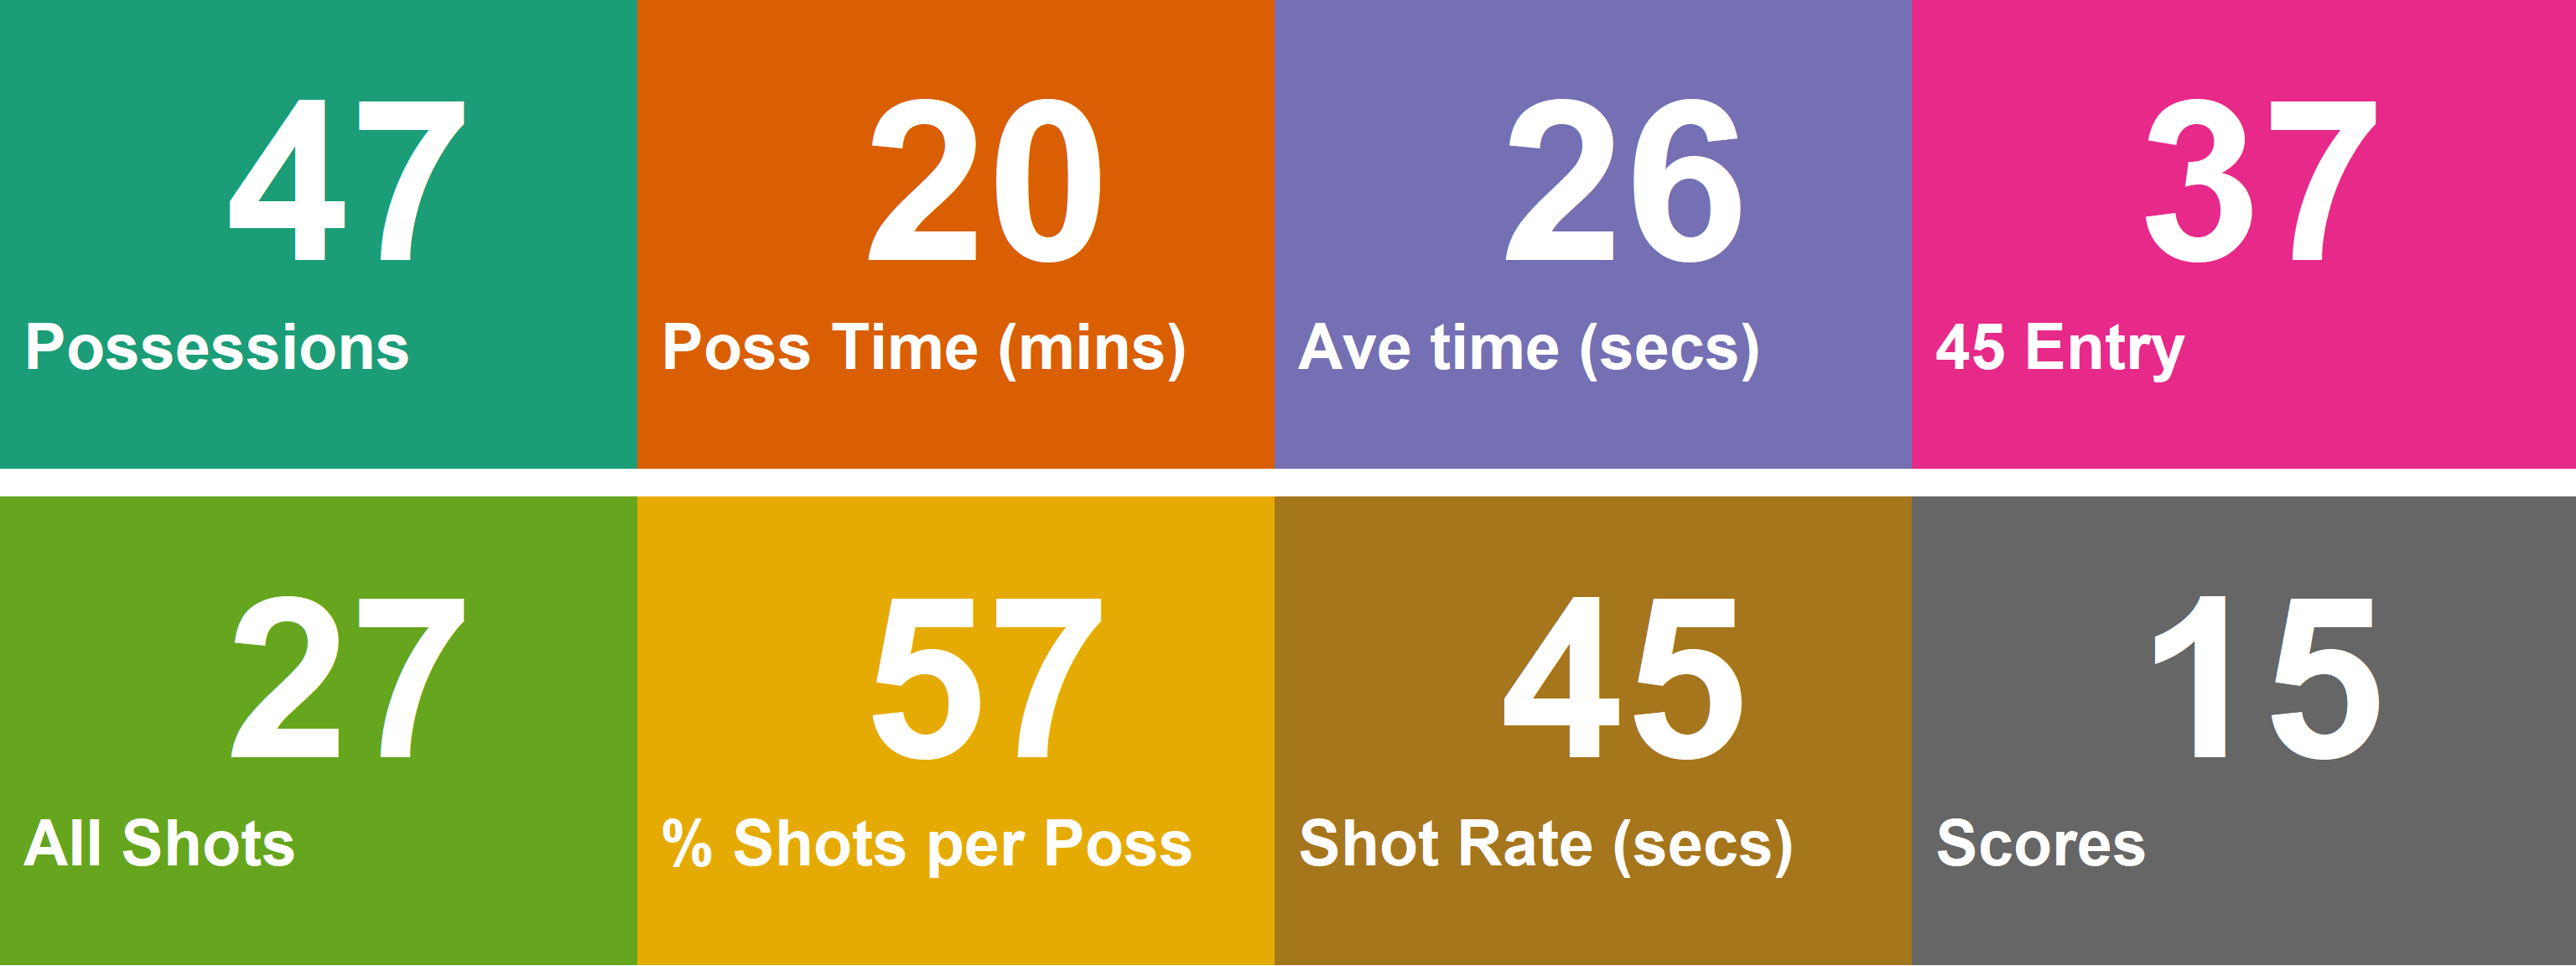 47
Possessions
20
Poss Time (mins)
26
Ave time (secs)
37
45 Entry
27
All Shots
57
% Shots per Poss
45
Shot Rate (secs)
15
Scores